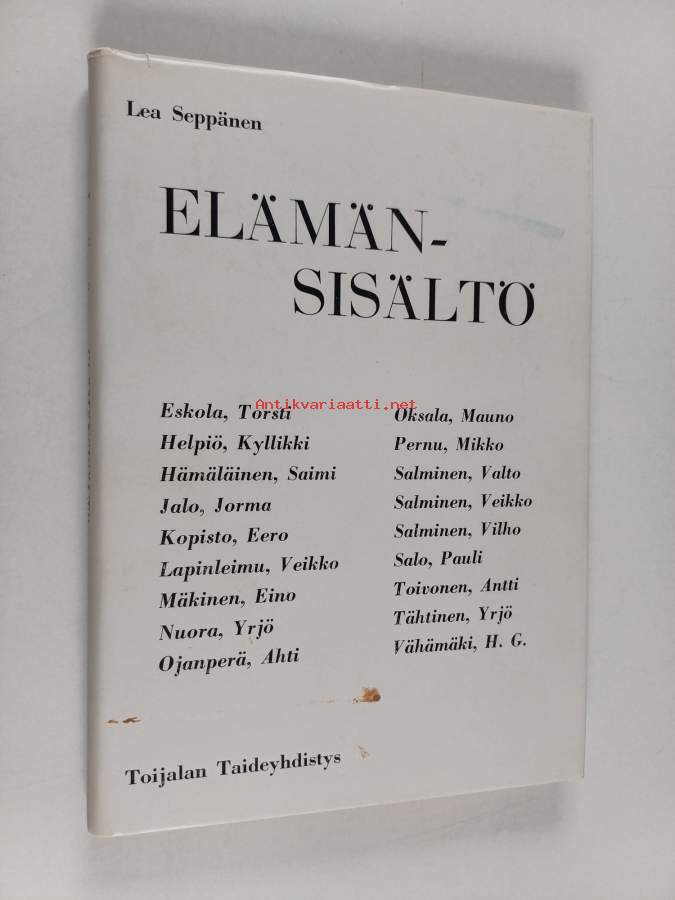 Lea Seppänen
ELÄMÄN-
SISÄLTÖ
Antikvariaatti.net
Eskola, Torsti
Helpiö, Kyllikki
Hämäläinen, Saimi
Jalo, Jorma
Kopisto, Eero
Lapinleimu, Veikko
Mäkinen, Eino
Nuora, Yrjö
Ojanperä, Ahti
Oksala, Mauno
Pernu, Mikko
Salminen, Valto
Salminen, Veikko
Salminen, Vilho
Salo, Pauli
Toivonen, Antti
Tähtinen, Yrjö
Vähämäki, H. G.
Toijalan Taideyhdistys